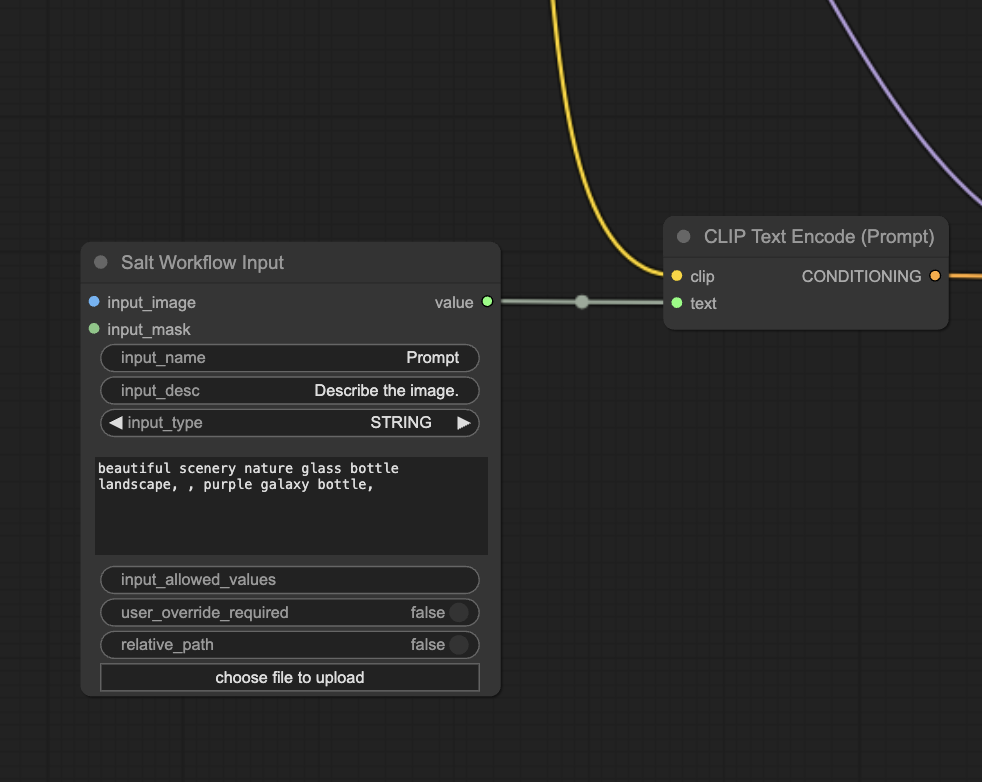 CLIP Text Encode (Prompt)
clip
CONDITIONING
text
Salt Workflow Input
input_image
value
input_mask
input_name Prompt
input_desc Describe the image.
input_type STRING
beautiful scenery nature glass bottle
landscape, , purple galaxy bottle,
input_allowed_values
user_override_required false
relative_path false
choose file to upload